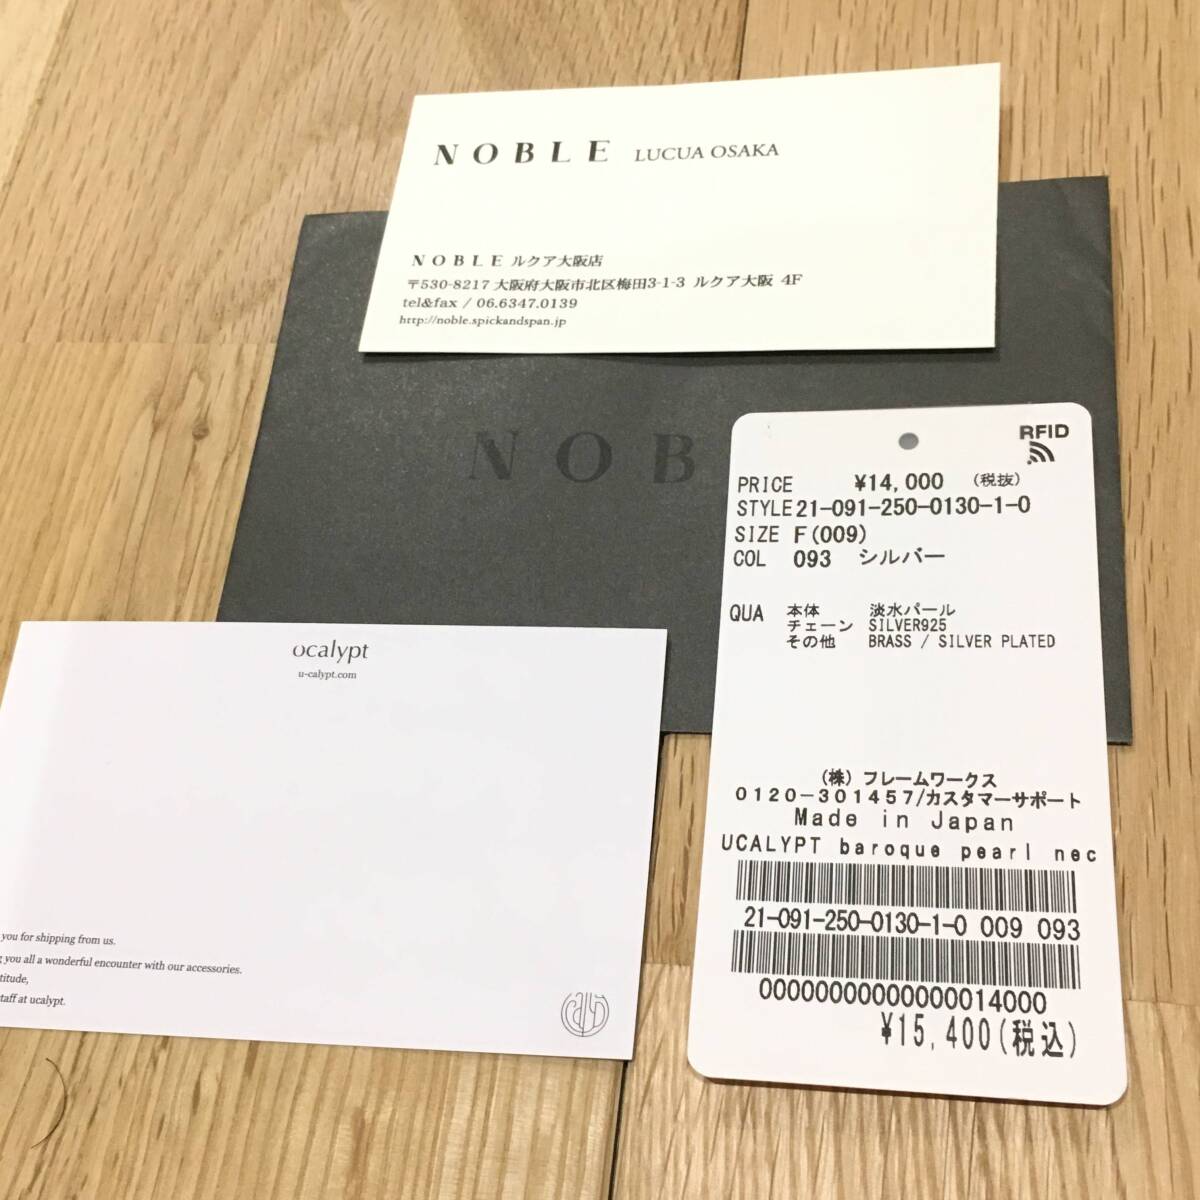 NOBLE LUCUA OSAKA
NOBLE ルクア大阪店
〒530-8217 大阪府大阪市北区梅田3-1-3 ルクア大阪 4F
tel&fax / 06.6347.0139
http://noble.spickandspan.jp
NOB
RFID
PRICE ¥14,000 (税抜)
STYLE 21-091-250-0130-1-0
SIZE F(009)
COL 093 シルバー
QUA 本体 淡水パール
チェーン SILVER925
その他 BRASS / SILVER PLATED
(株) フレームワークス
0120-301457/カスタマーサポート
Made in Japan
UCALYPT baroque pearl nec
21-091-250-0130-1-0 009 093
00000000000000014000
¥15,400(税込)
ucalypt
u-calypt.com
you for shipping from us.
you all a wonderful encounter with our accessories.
titude,
taff at ucalypt.